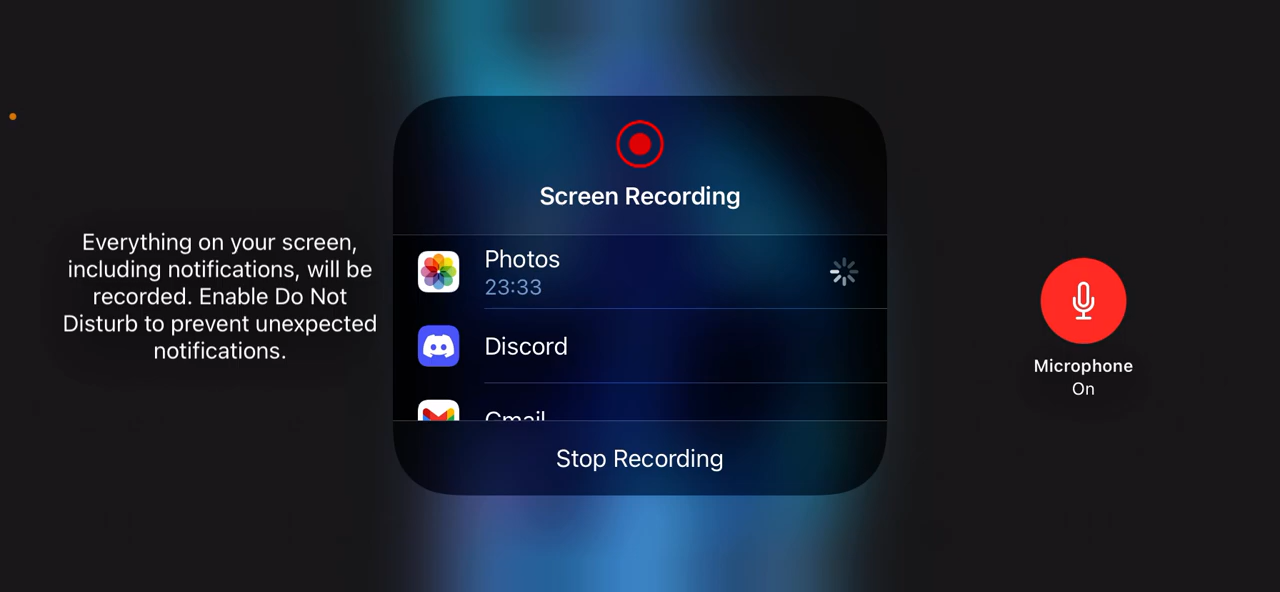 Everything on your screen,
including notifications, will be
recorded. Enable Do Not
Disturb to prevent unexpected
notifications.
Screen Recording
Photos
23:33
Discord
Gmail
Stop Recording
Microphone
On